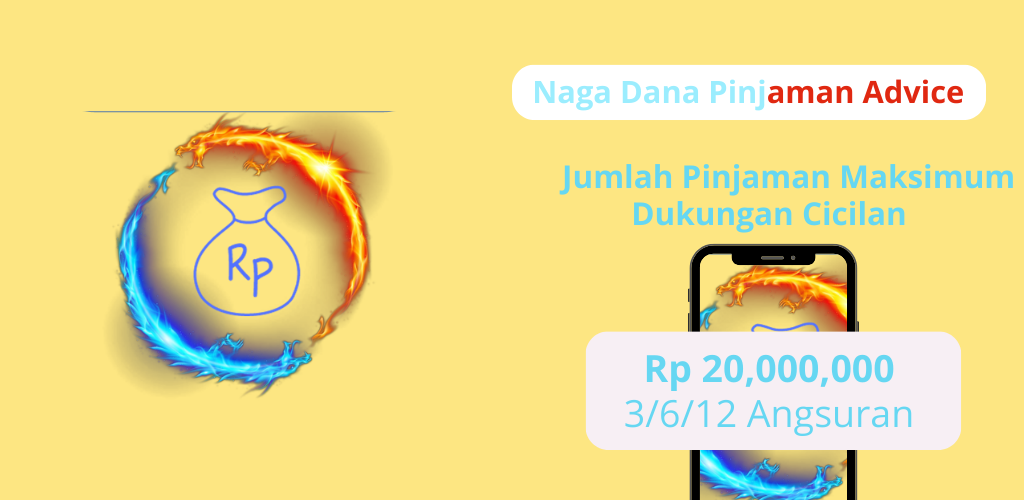 Naga Dana Pinjaman Advice
Jumlah Pinjaman Maksimum
Dukungan Cicilan
Rp
Rp 20,000,000
3/6/12 Angsuran